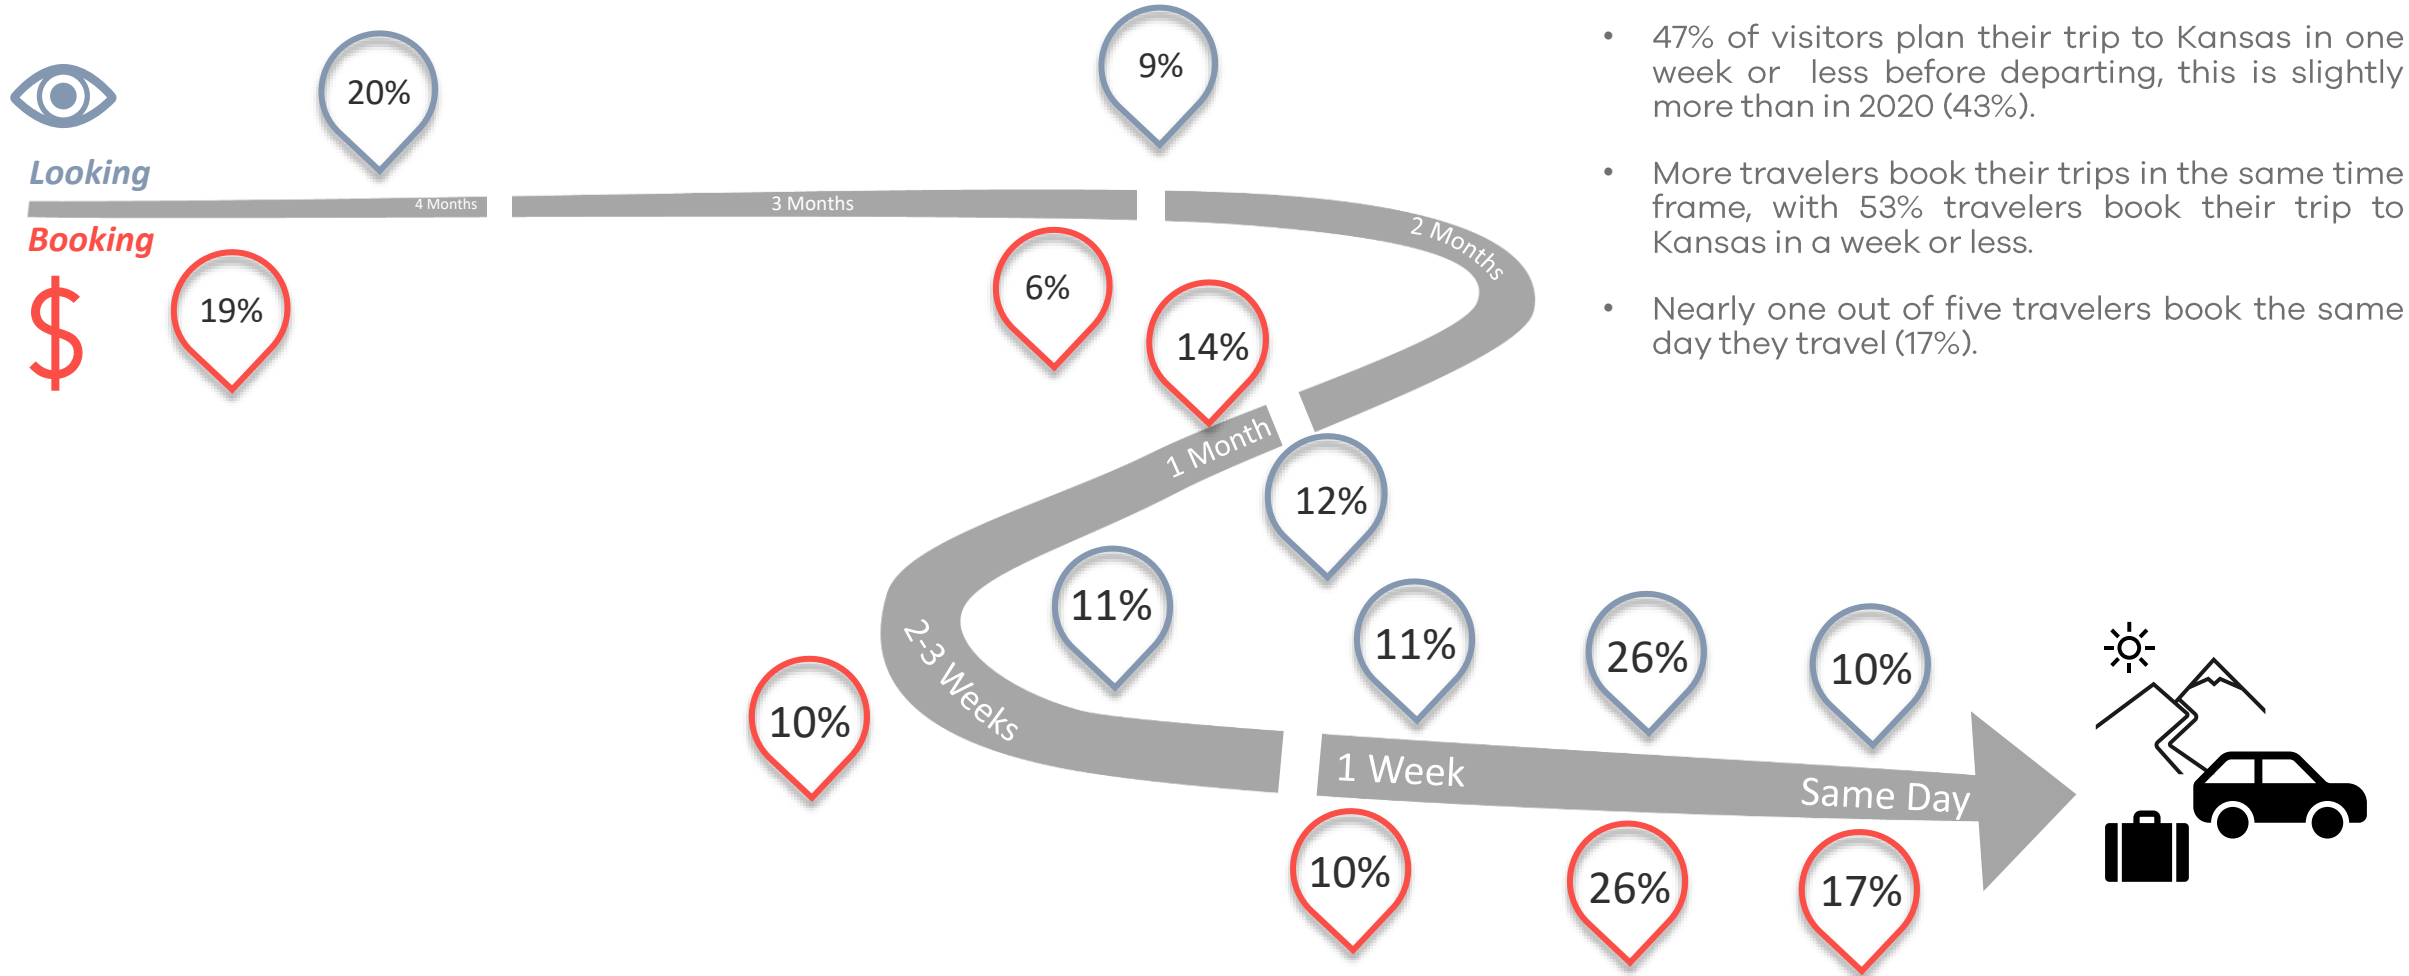 20%
9%
Looking
4 Months
3 Months
2 Months
Booking
19%
6%
14%
1 Month
12%
11%
2-3 Weeks
10%
11%
26%
10%
1 Week
Same Day
10%
26%
17%
• 47% of visitors plan their trip to Kansas in one
week or less before departing, this is slightly
more than in 2020 (43%).
• More travelers book their trips in the same time
frame, with 53% travelers book their trip to
Kansas in a week or less.
• Nearly one out of five travelers book the same
day they travel (17%).